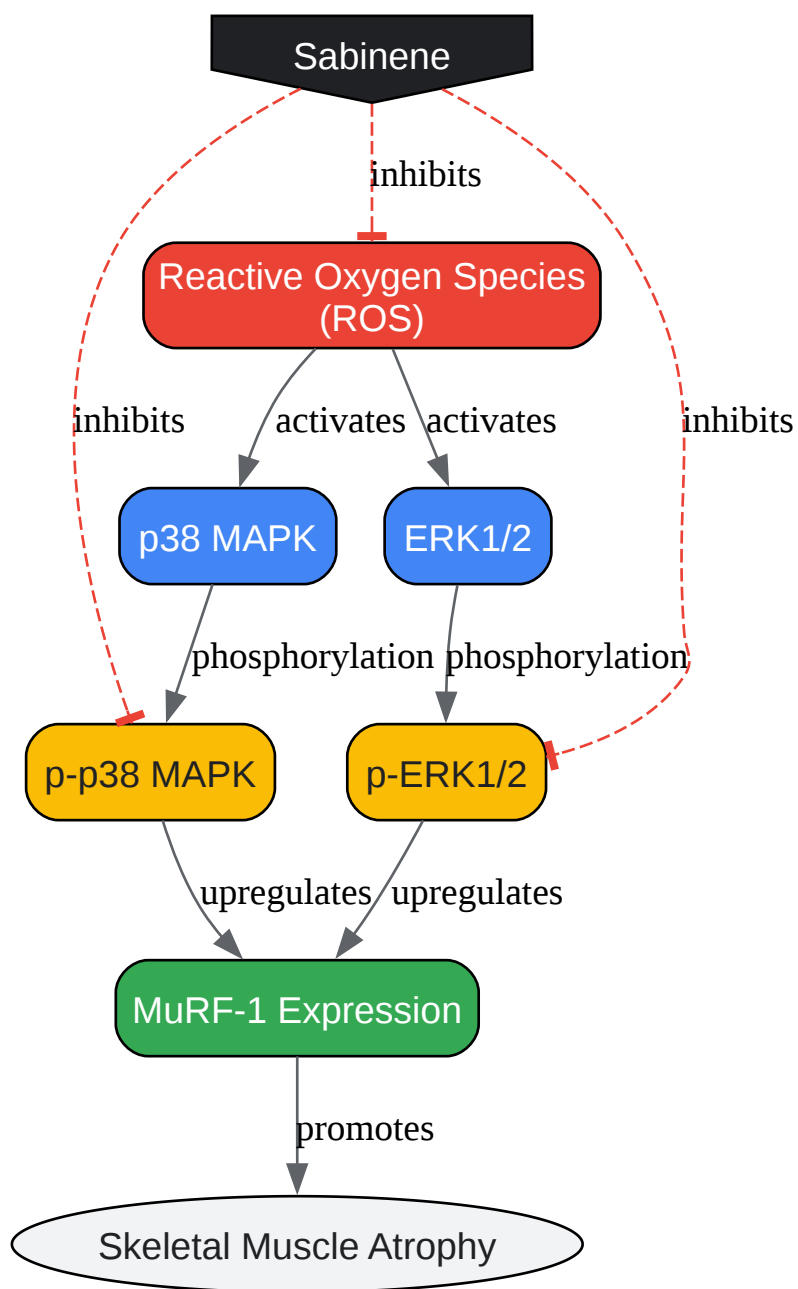 Sabinene
inhibits
Reactive Oxygen Species
(ROS)
inhibits
activates
activates
inhibits
p38 MAPK
ERK1/2
phosphorylation
phosphorylation
p-p38 MAPK
p-ERK1/2
upregulates
upregulates
MuRF-1 Expression
promotes
Skeletal Muscle Atrophy